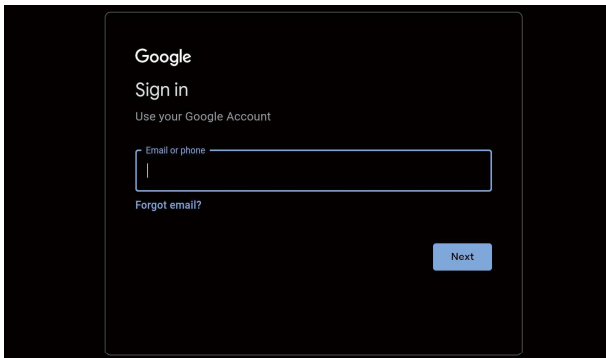 Google
Sign in
Use your Google Account
Email or phone
Forgot email?
Next